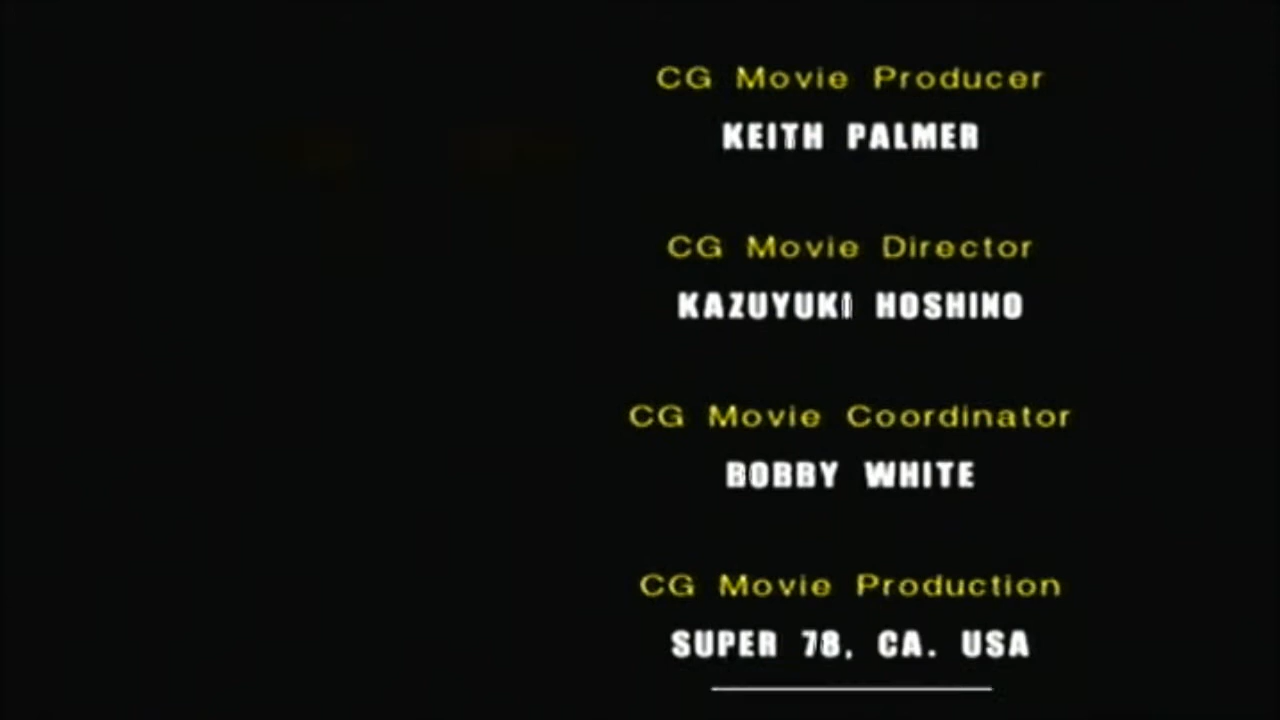 CG Movie Producer
KEITH PALMER
CG Movie Director
KAZUYUKI HOSHINO
CG Movie Coordinator
BOBBY WHITE
CG Movie Production
SUPER 78, CA. USA